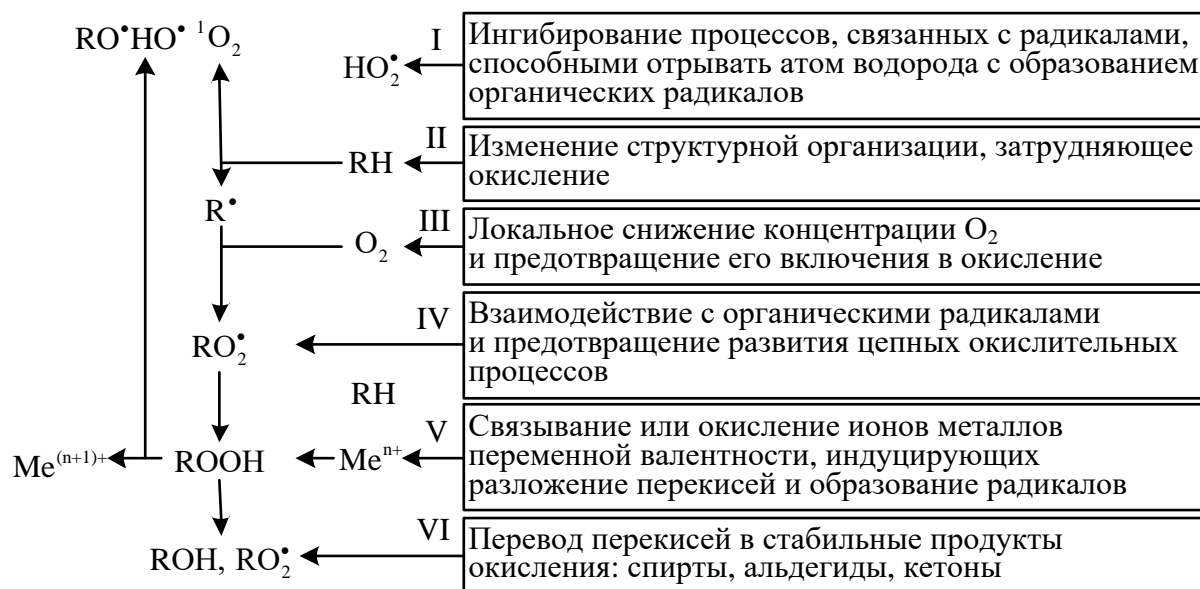 RO•HO• ¹O₂
HO₂•
I
Ингибирование процессов, связанных с радикалами,
способными отрывать атом водорода с образованием
органических радикалов
II
RH
Изменение структурной организации, затрудняющее
окисление
R•
III
O₂
Локальное снижение концентрации O₂
и предотвращение его включения в окисление
IV
RO₂•
Взаимодействие с органическими радикалами
и предотвращение развития цепных окислительных
процессов
RH
V
Me⁽ⁿ⁺¹⁾⁺ ROOH Meⁿ⁺
Связывание или окисление ионов металлов
переменной валентности, индуцирующих
разложение перекисей и образование радикалов
VI
ROH, RO₂•
Перевод перекисей в стабильные продукты
окисления: спирты, альдегиды, кетоны